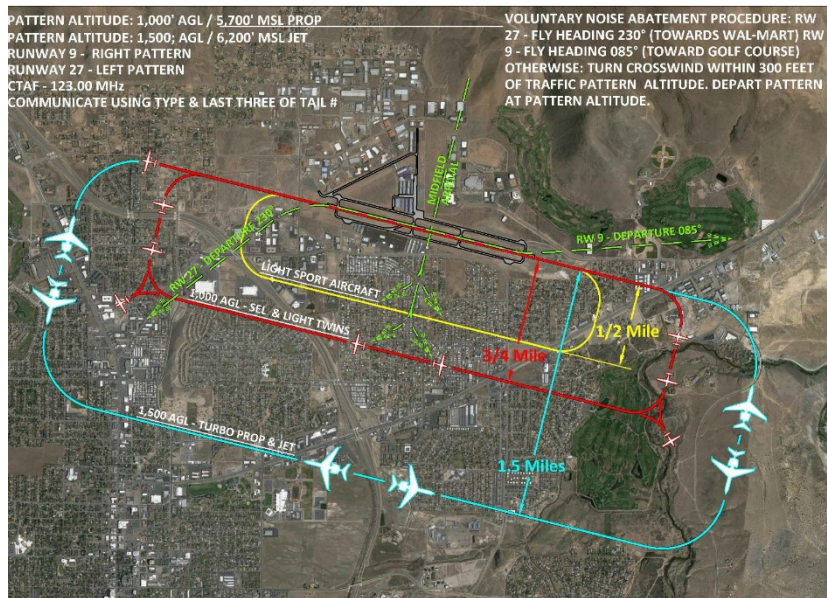 PATTERN ALTITUDE: 1,000' AGL / 5,700' MSL PROP
PATTERN ALTITUDE: 1,500; AGL / 6,200' MSL JET
RUNWAY 9 - RIGHT PATTERN
RUNWAY 27 - LEFT PATTERN
CTAF - 123.00 MHz
COMMUNICATE USING TYPE & LAST THREE OF TAIL #
VOLUNTARY NOISE ABATEMENT PROCEDURE: RW
27 - FLY HEADING 230° (TOWARDS WAL-MART) RW
9 - FLY HEADING 085° (TOWARD GOLF COURSE)
OTHERWISE: TURN CROSSWIND WITHIN 300 FEET
OF TRAFFIC PATTERN ALTITUDE. DEPART PATTERN
AT PATTERN ALTITUDE.
MIDFIELD
ARRIVAL
RW 27 - DEPARTURE 230°
RW 9 - DEPARTURE 085°
LIGHT SPORT AIRCRAFT
1,000 AGL - SEL & LIGHT TWINS
1/2 Mile
3/4 Mile
1,500 AGL - TURBO PROP & JET
1.5 Miles